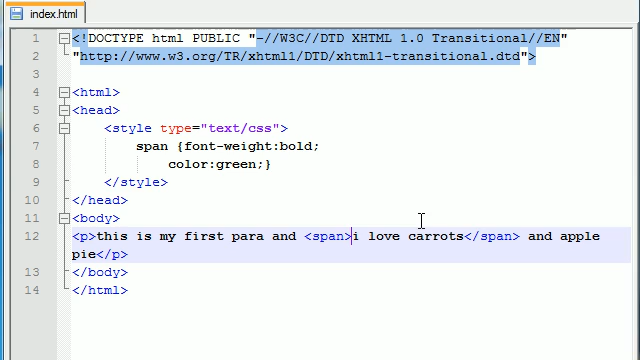 index.html
1 <!DOCTYPE html PUBLIC "-//W3C//DTD XHTML 1.0 Transitional//EN"
2 "http://www.w3.org/TR/xhtml1/DTD/xhtml1-transitional.dtd">
3
4 <html>
5 <head>
6 <style type="text/css">
7 span {font-weight:bold;
8 color:green;}
9 </style>
10 </head>
11 <body>
12 <p>this is my first para and <span>i love carrots</span> and apple
pie</p>
13 </body>
14 </html>